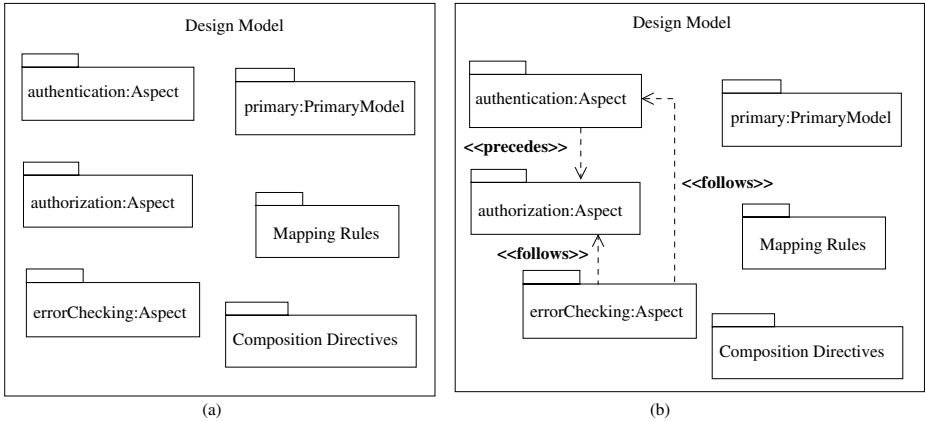 Design Model
authentication:Aspect
primary:PrimaryModel
authorization:Aspect
Mapping Rules
errorChecking:Aspect
Composition Directives
(a)
Design Model
authentication:Aspect
primary:PrimaryModel
<<precedes>>
<<follows>>
authorization:Aspect
Mapping Rules
<<follows>>
errorChecking:Aspect
Composition Directives
(b)